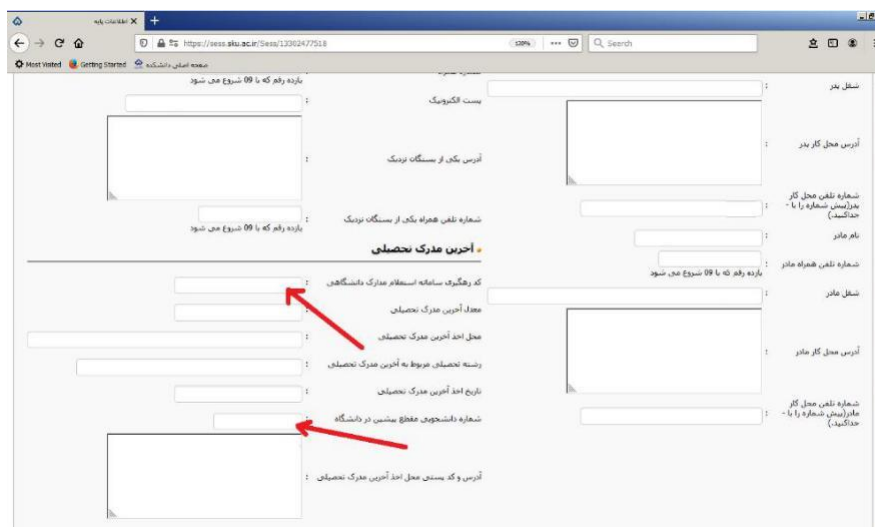 اطلاعات پایه
https://sess.sku.ac.ir/Sess/13302477518
120%
Search
Most Visited
Getting Started
صفحه اصلی دانشکده
یازده رقم که با 09 شروع می شود
پست الکترونیک :
آدرس یکی از بستگان نزدیک :
شماره تلفن همراه یکی از بستگان نزدیک :
یازده رقم که با 09 شروع می شود
آخرین مدرک تحصیلی
کد رهگیری سامانه استعلام مدارک دانشگاهی :
معدل آخرین مدرک تحصیلی :
محل اخذ آخرین مدرک تحصیلی :
رشته تحصیلی مربوط به آخرین مدرک تحصیلی :
تاریخ اخذ آخرین مدرک تحصیلی :
شماره دانشجویی مقطع پیشین در دانشگاه :
آدرس و کد پستی محل اخذ آخرین مدرک تحصیلی :
شغل پدر :
آدرس محل کار پدر :
شماره تلفن محل کار
پدر(پیش شماره را با - :
جداکنید.)
نام مادر :
شماره تلفن همراه مادر :
یازده رقم که با 09 شروع می شود
شغل مادر :
آدرس محل کار مادر :
شماره تلفن محل کار
مادر(پیش شماره را با - :
جداکنید.)